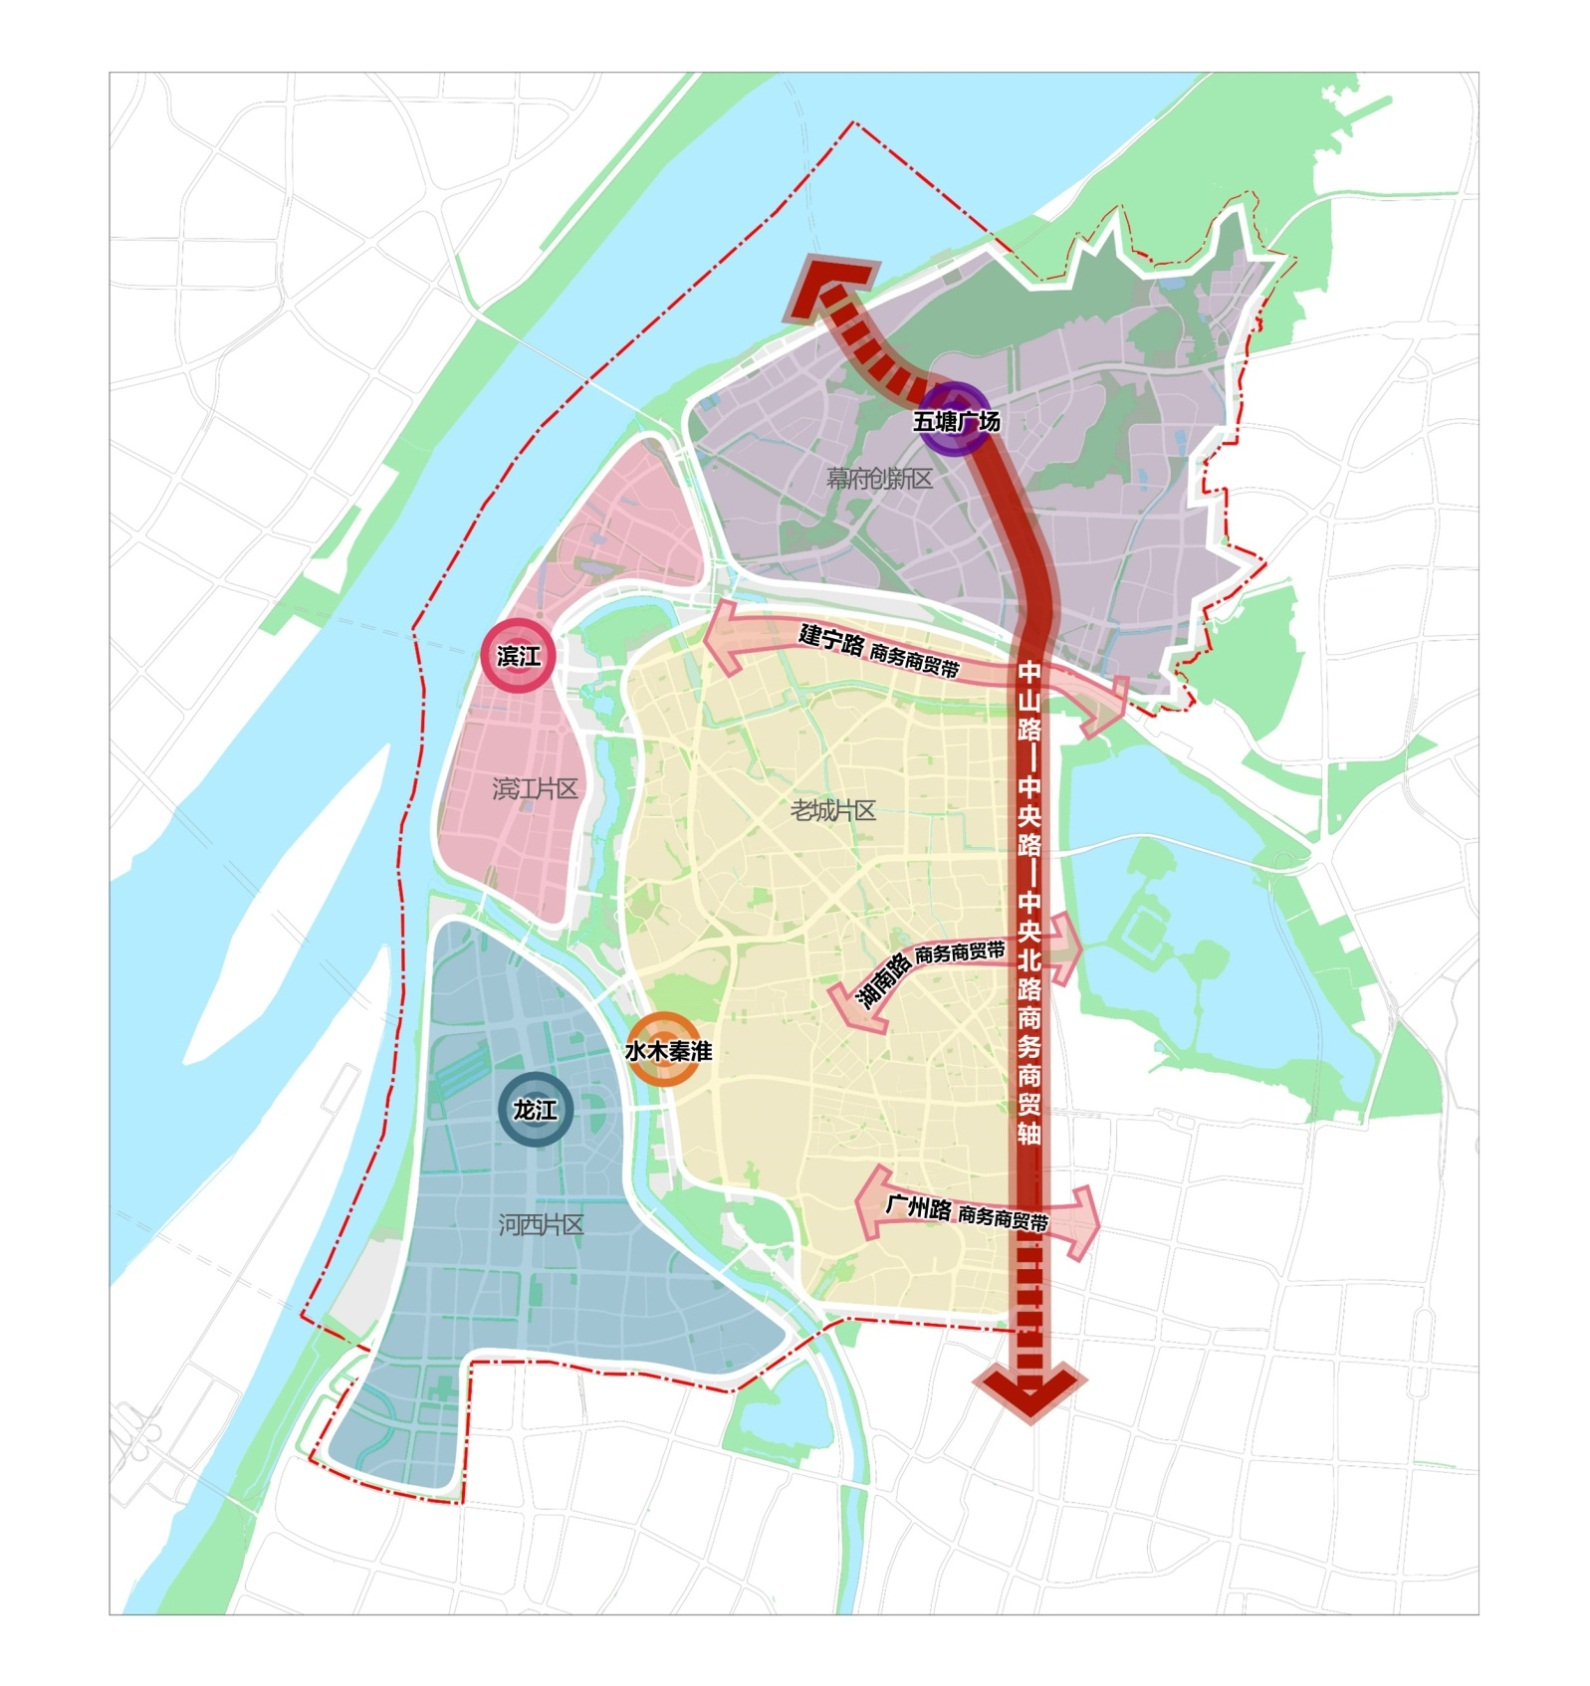 五塘广场
幕府创新区
建宁路 商务商贸带
滨江
滨江片区
老城片区
中山路—中央路—中央北路商务商贸轴
湖南路 商务商贸带
水木秦淮
龙江
广州路 商务商贸带
河西片区